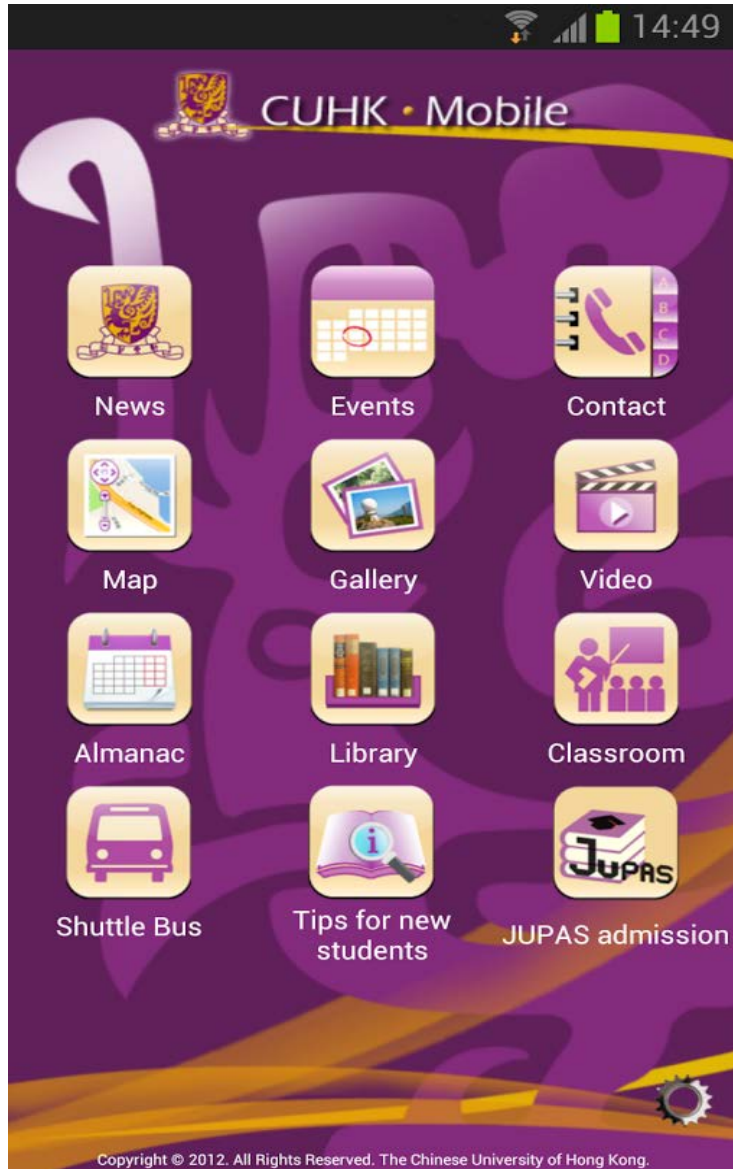 14:49
CUHK · Mobile
A
B
C
D
News Events Contact
Map Gallery Video
Almanac Library Classroom
i
JUPAS
Shuttle Bus Tips for new students JUPAS admission
Copyright © 2012. All Rights Reserved. The Chinese University of Hong Kong.